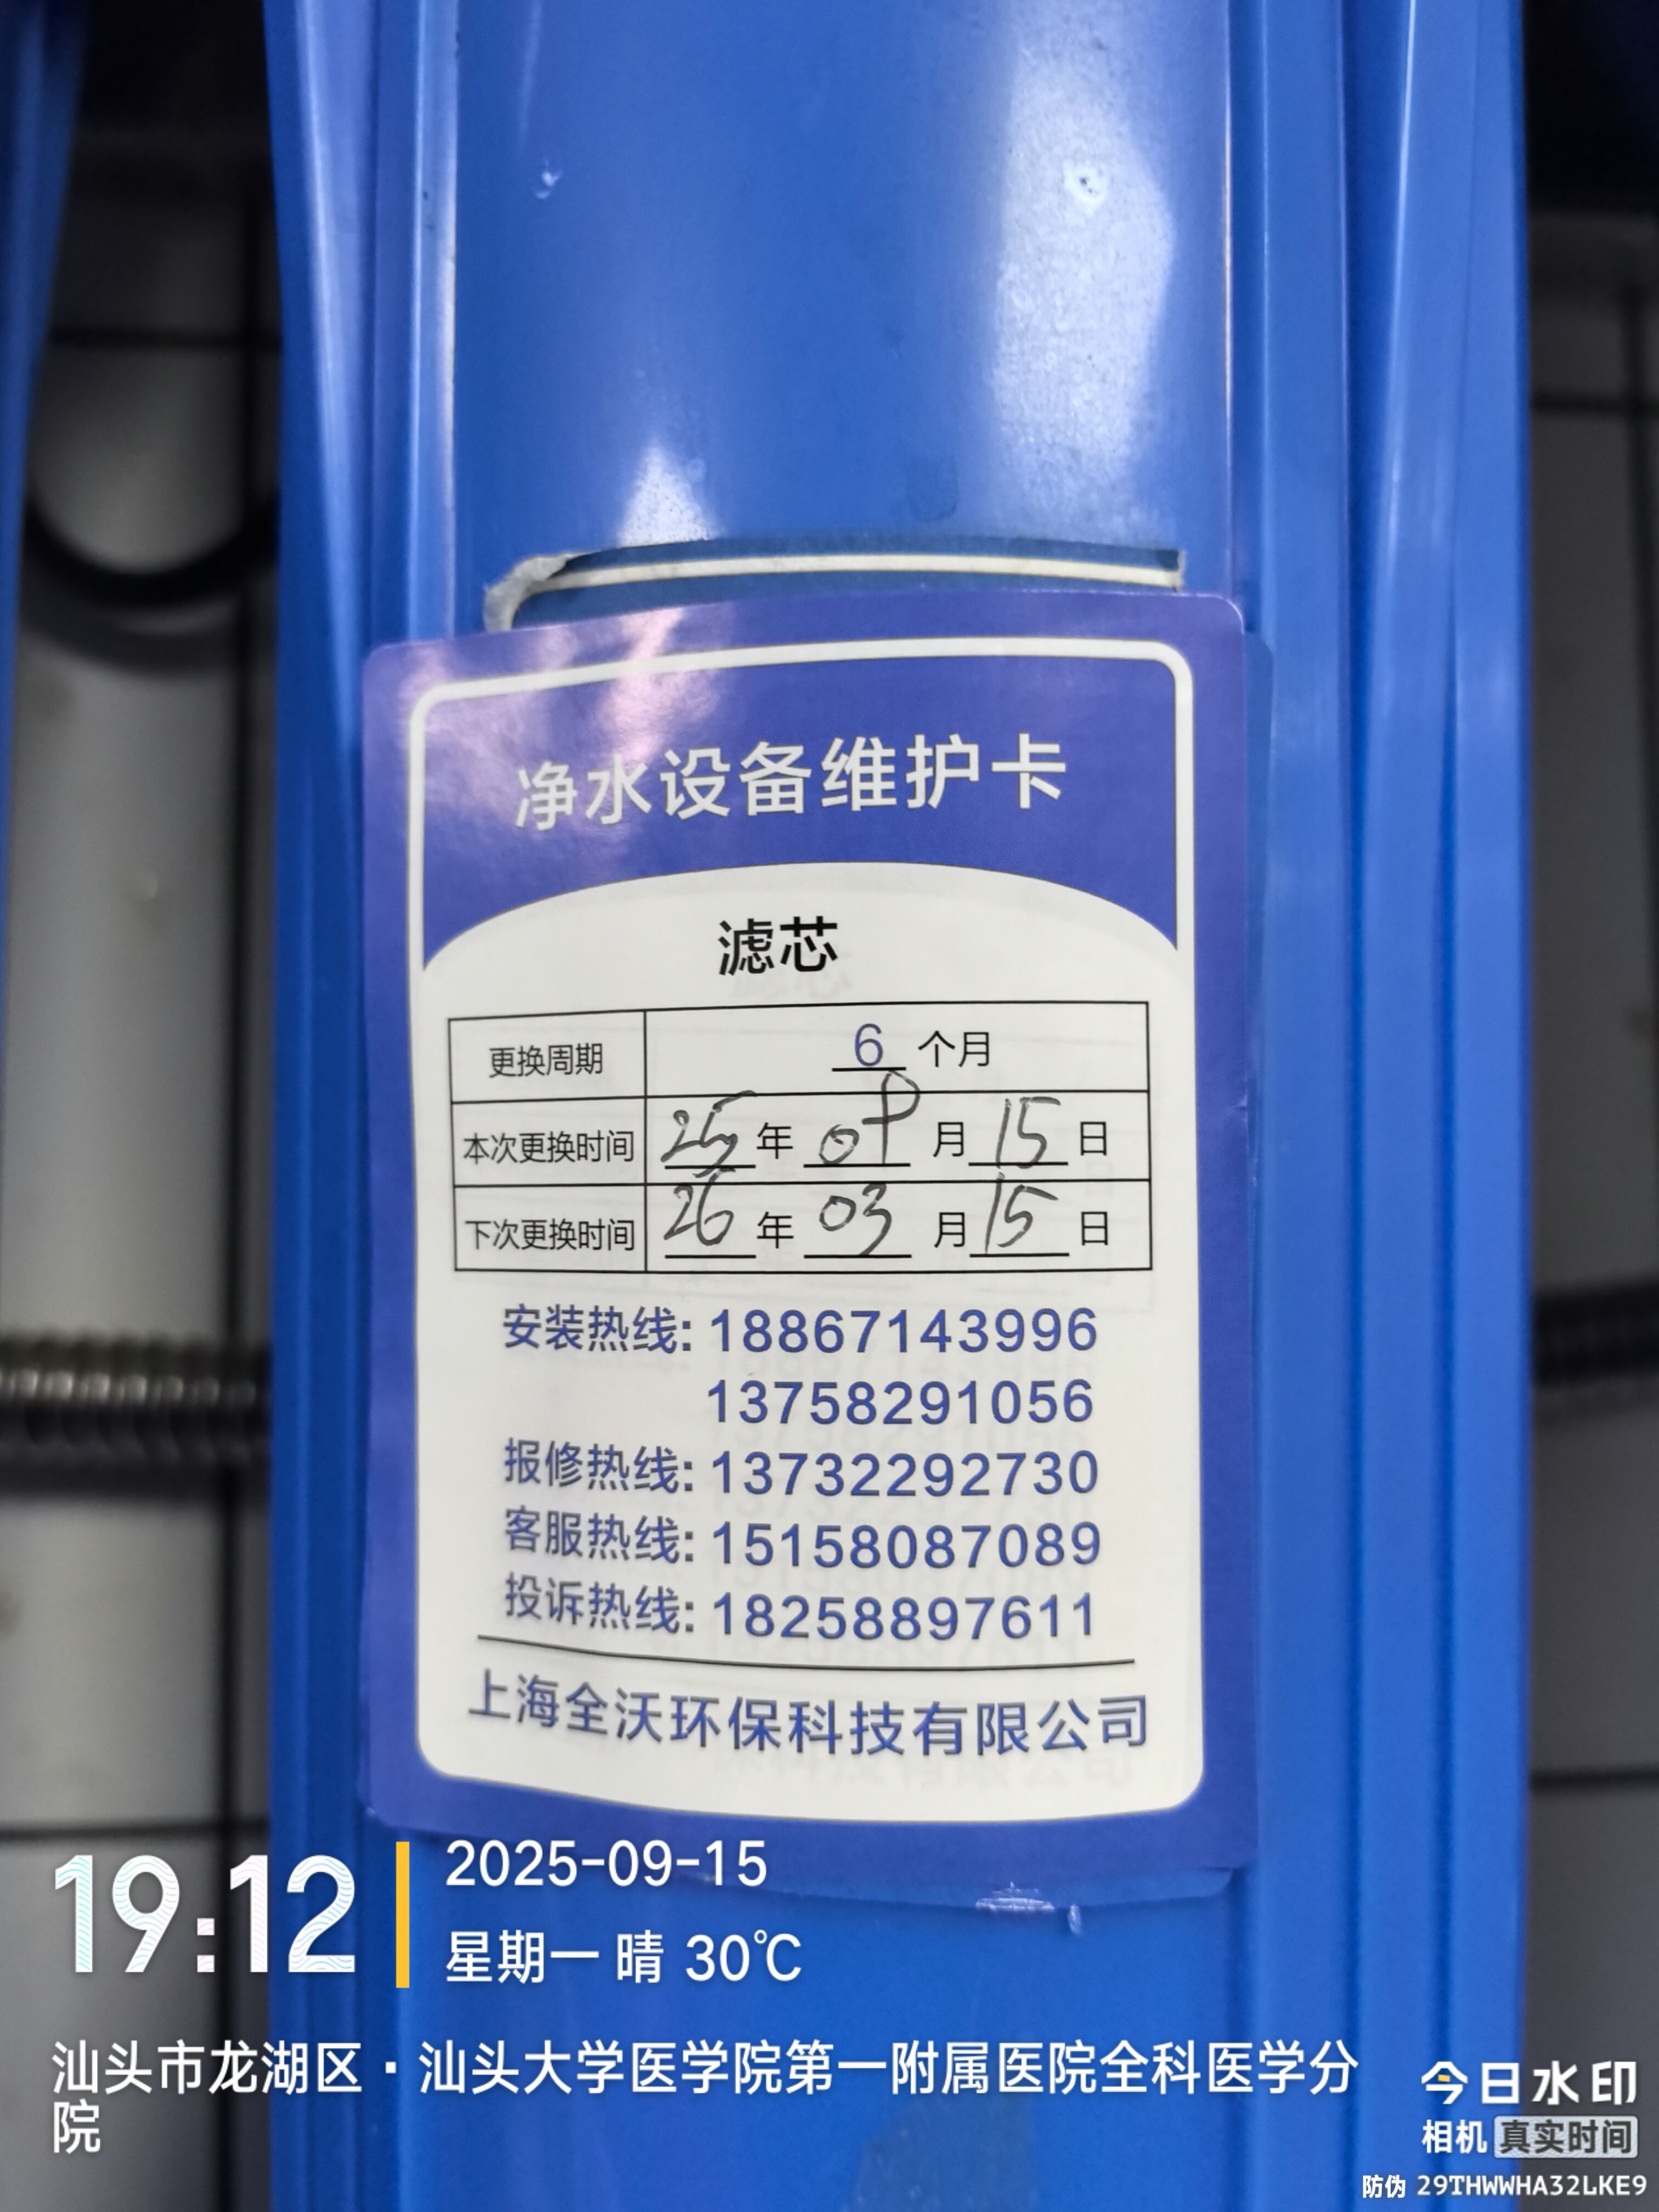 净水设备维护卡
滤芯
更换周期 6 个月
本次更换时间 25年 09 月 15 日
下次更换时间 26年 03 月 15 日
安装热线: 18867143996
13758291056
报修热线: 13732292730
客服热线: 15158087089
投诉热线: 18258897611
上海全沃环保科技有限公司
19:12
2025-09-15
星期一 晴 30℃
汕头市龙湖区·汕头大学医学院第一附属医院全科医学分
院
今日水印
相机 真实时间
防伪 29THWWHA32LKE9